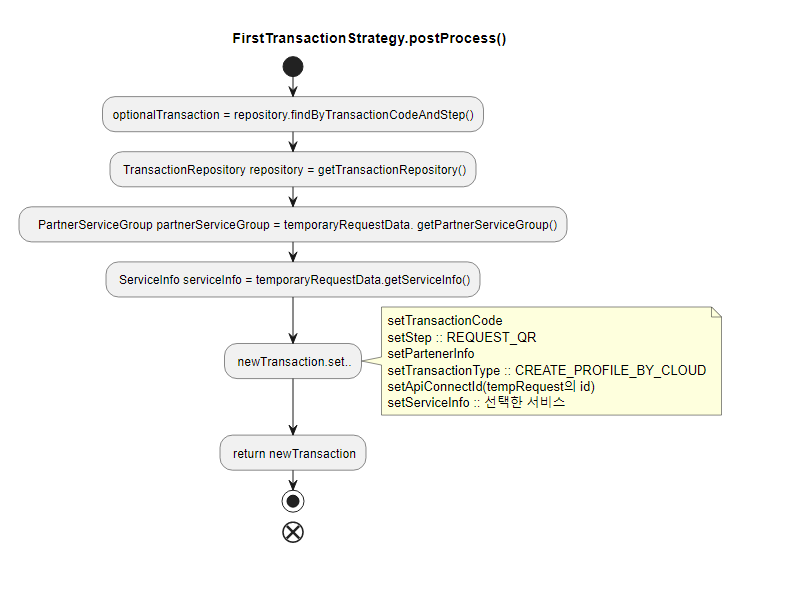 FirstTransactionStrategy.postProcess()
optionalTransaction = repository.findByTransactionCodeAndStep()
TransactionRepository repository = getTransactionRepository()
PartnerServiceGroup partnerServiceGroup = temporaryRequestData. getPartnerServiceGroup()
ServiceInfo serviceInfo = temporaryRequestData.getServiceInfo()
newTransaction.set..
setTransactionCode
setStep :: REQUEST_QR
setPartenerInfo
setTransactionType :: CREATE_PROFILE_BY_CLOUD
setApiConnectId(tempRequest의 id)
setServiceInfo :: 선택한 서비스
return newTransaction